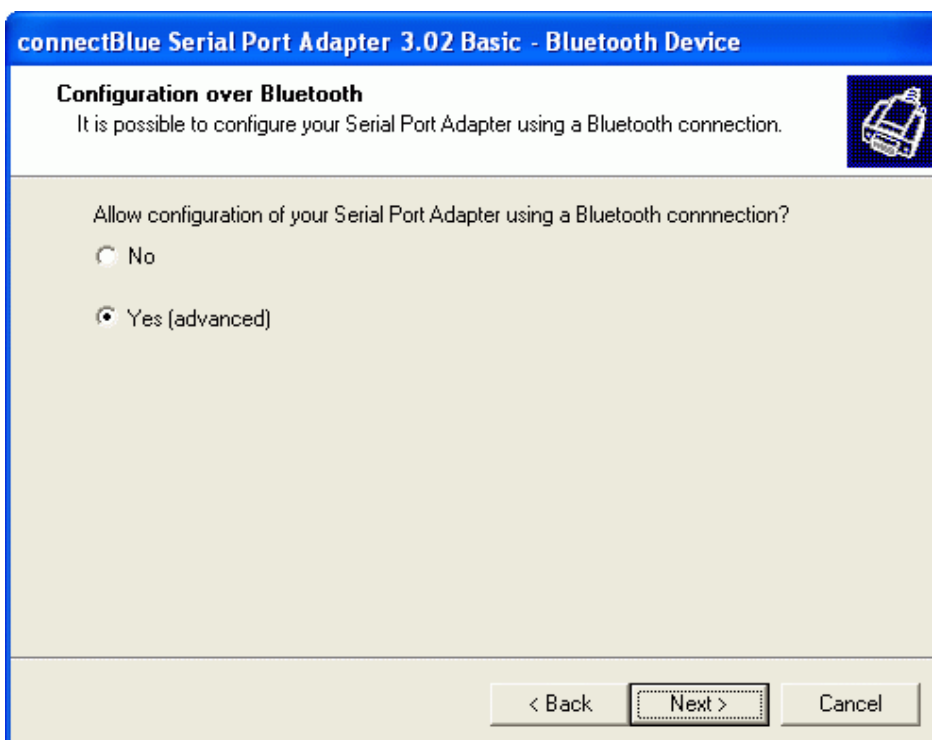 connectBlue Serial Port Adapter 3.02 Basic - Bluetooth Device
Configuration over Bluetooth
It is possible to configure your Serial Port Adapter using a Bluetooth connection.
Allow configuration of your Serial Port Adapter using a Bluetooth connnection?
No
Yes (advanced)
< Back Next > Cancel